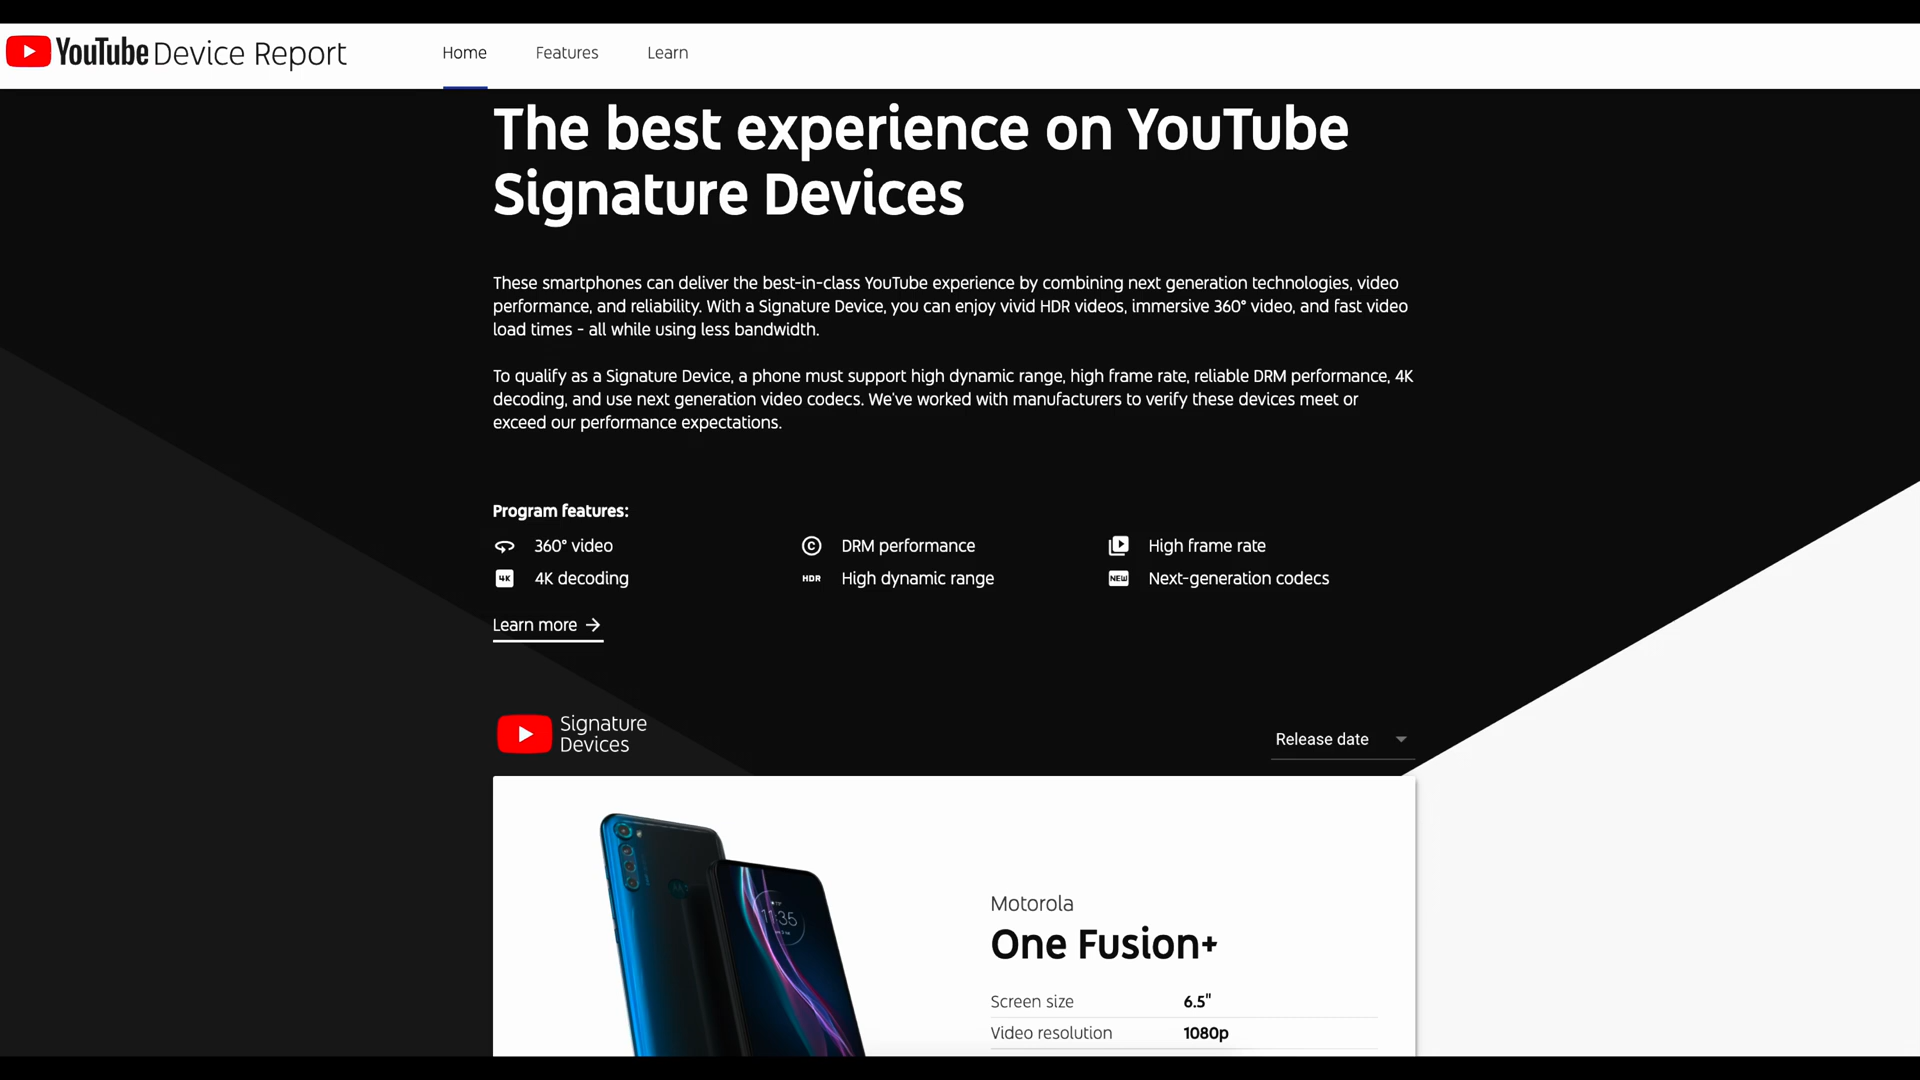 YouTube Device Report
Home
Features
Learn
The best experience on YouTube
Signature Devices
These smartphones can deliver the best-in-class YouTube experience by combining next generation technologies, video
performance, and reliability. With a Signature Device, you can enjoy vivid HDR videos, immersive 360° video, and fast video
load times - all while using less bandwidth.
To qualify as a Signature Device, a phone must support high dynamic range, high frame rate, reliable DRM performance, 4K
decoding, and use next generation video codecs. We've worked with manufacturers to verify these devices meet or
exceed our performance expectations.
Program features:
360° video
© DRM performance
High frame rate
4K 4K decoding
HDR High dynamic range
NEW Next-generation codecs
Learn more →
Signature
Devices
Release date
11:35
Motorola
One Fusion+
Screen size 6.5"
Video resolution 1080p